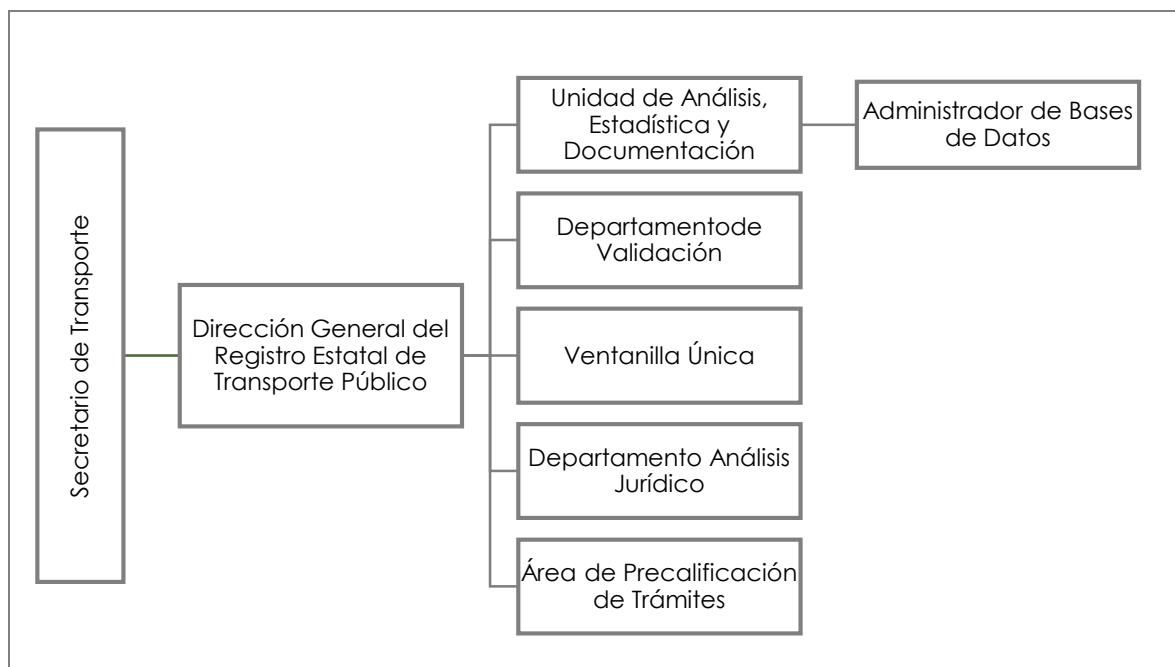 Secretario de Transporte
Dirección General del
Registro Estatal de
Transporte Público
Unidad de Análisis,
Estadística y
Documentación
Administrador de Bases
de Datos
Departamentode
Validación
Ventanilla Única
Departamento Análisis
Jurídico
Área de Precalificación
de Trámites